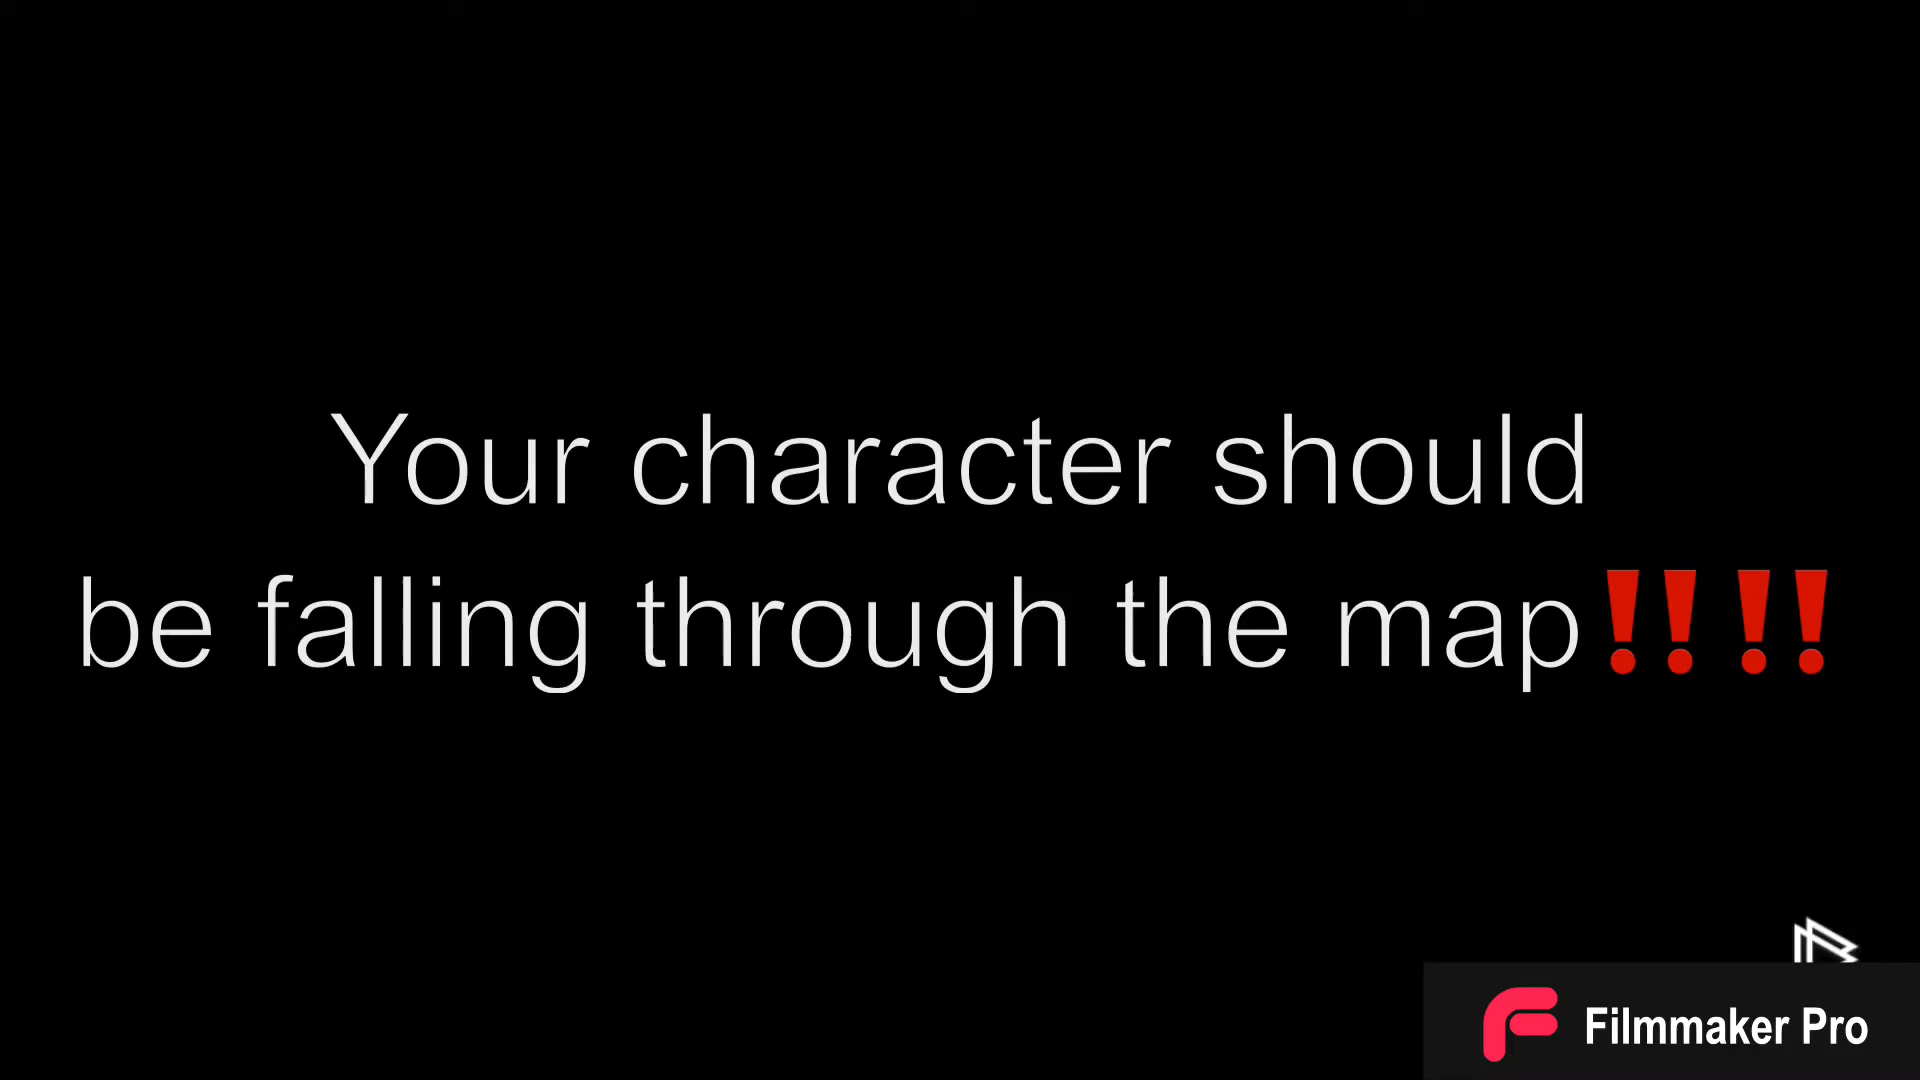 Your character should
be falling through the map‼️‼️
Filmmaker Pro